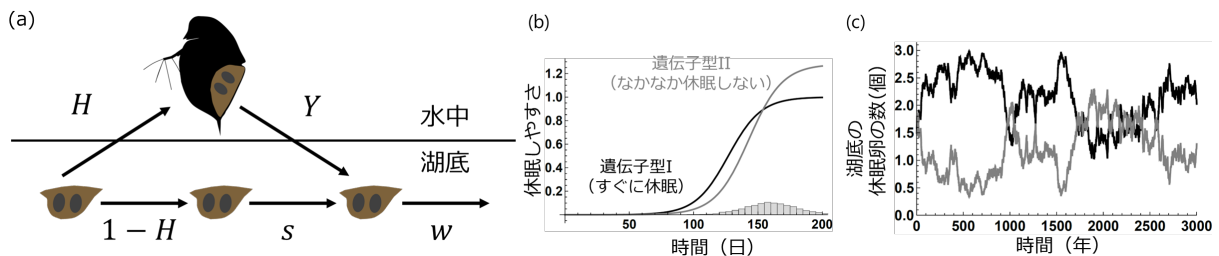 (a)
H
Y
水中
湖底
1 − H
s
w
(b)
休眠しやすさ
1.2
1.0
0.8
0.6
0.4
0.2
遺伝子型II
(なかなか休眠しない)
遺伝子型I
(すぐに休眠)
50
100
150
200
時間(日)
(c)
湖底の
休眠卵の数(個)
3.0
2.5
2.0
1.5
1.0
0.5
0.0
0
500
1000
1500
2000
2500
3000
時間(年)